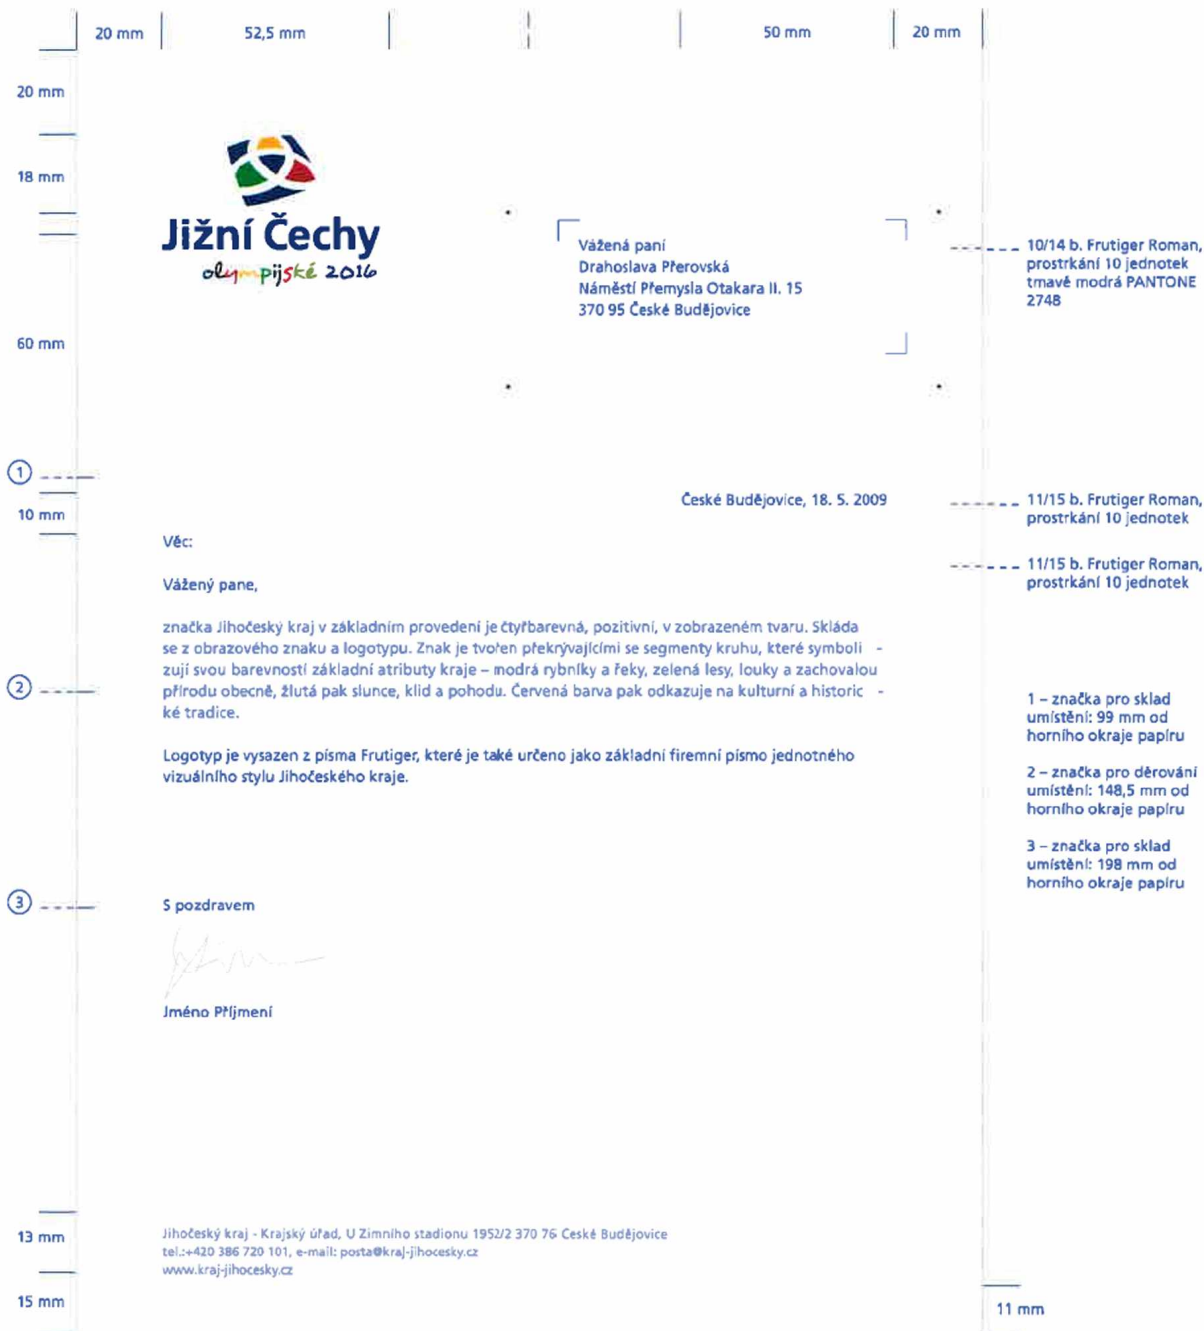 20 mm
52,5 mm
50 mm
20 mm
20 mm
18 mm
Jižní Čechy
olympijské 2016
Vážená paní
Drahoslava Přerovská
Náměstí Přemysla Otakara II. 15
370 95 České Budějovice
10/14 b. Frutiger Roman,
prostrkání 10 jednotek
tmavě modrá PANTONE
2748
60 mm
1
10 mm
České Budějovice, 18. 5. 2009
11/15 b. Frutiger Roman,
prostrkání 10 jednotek
Věc:
11/15 b. Frutiger Roman,
prostrkání 10 jednotek
Vážený pane,
značka Jihočeský kraj v základním provedení je čtyřbarevná, pozitivní, v zobrazeném tvaru. Skládá
se z obrazového znaku a logotypu. Znak je tvořen překrývajícími se segmenty kruhu, které symboli -
zují svou barevností základní atributy kraje – modrá rybníky a řeky, zelená lesy, louky a zachovalou
přírodu obecně, žlutá pak slunce, klid a pohodu. Červená barva pak odkazuje na kulturní a historic -
ké tradice.
2
Logotyp je vysazen z písma Frutiger, které je také určeno jako základní firemní písmo jednotného
vizuálního stylu Jihočeského kraje.
1 – značka pro sklad
umístění: 99 mm od
horního okraje papíru
2 – značka pro děrování
umístění: 148,5 mm od
horního okraje papíru
3 – značka pro sklad
umístění: 198 mm od
horního okraje papíru
3
S pozdravem
Jméno Příjmení
13 mm
Jihočeský kraj - Krajský úřad, U Zimního stadionu 1952/2 370 76 České Budějovice
tel.:+420 386 720 101, e-mail: posta@kraj-jihocesky.cz
www.kraj-jihocesky.cz
15 mm
11 mm